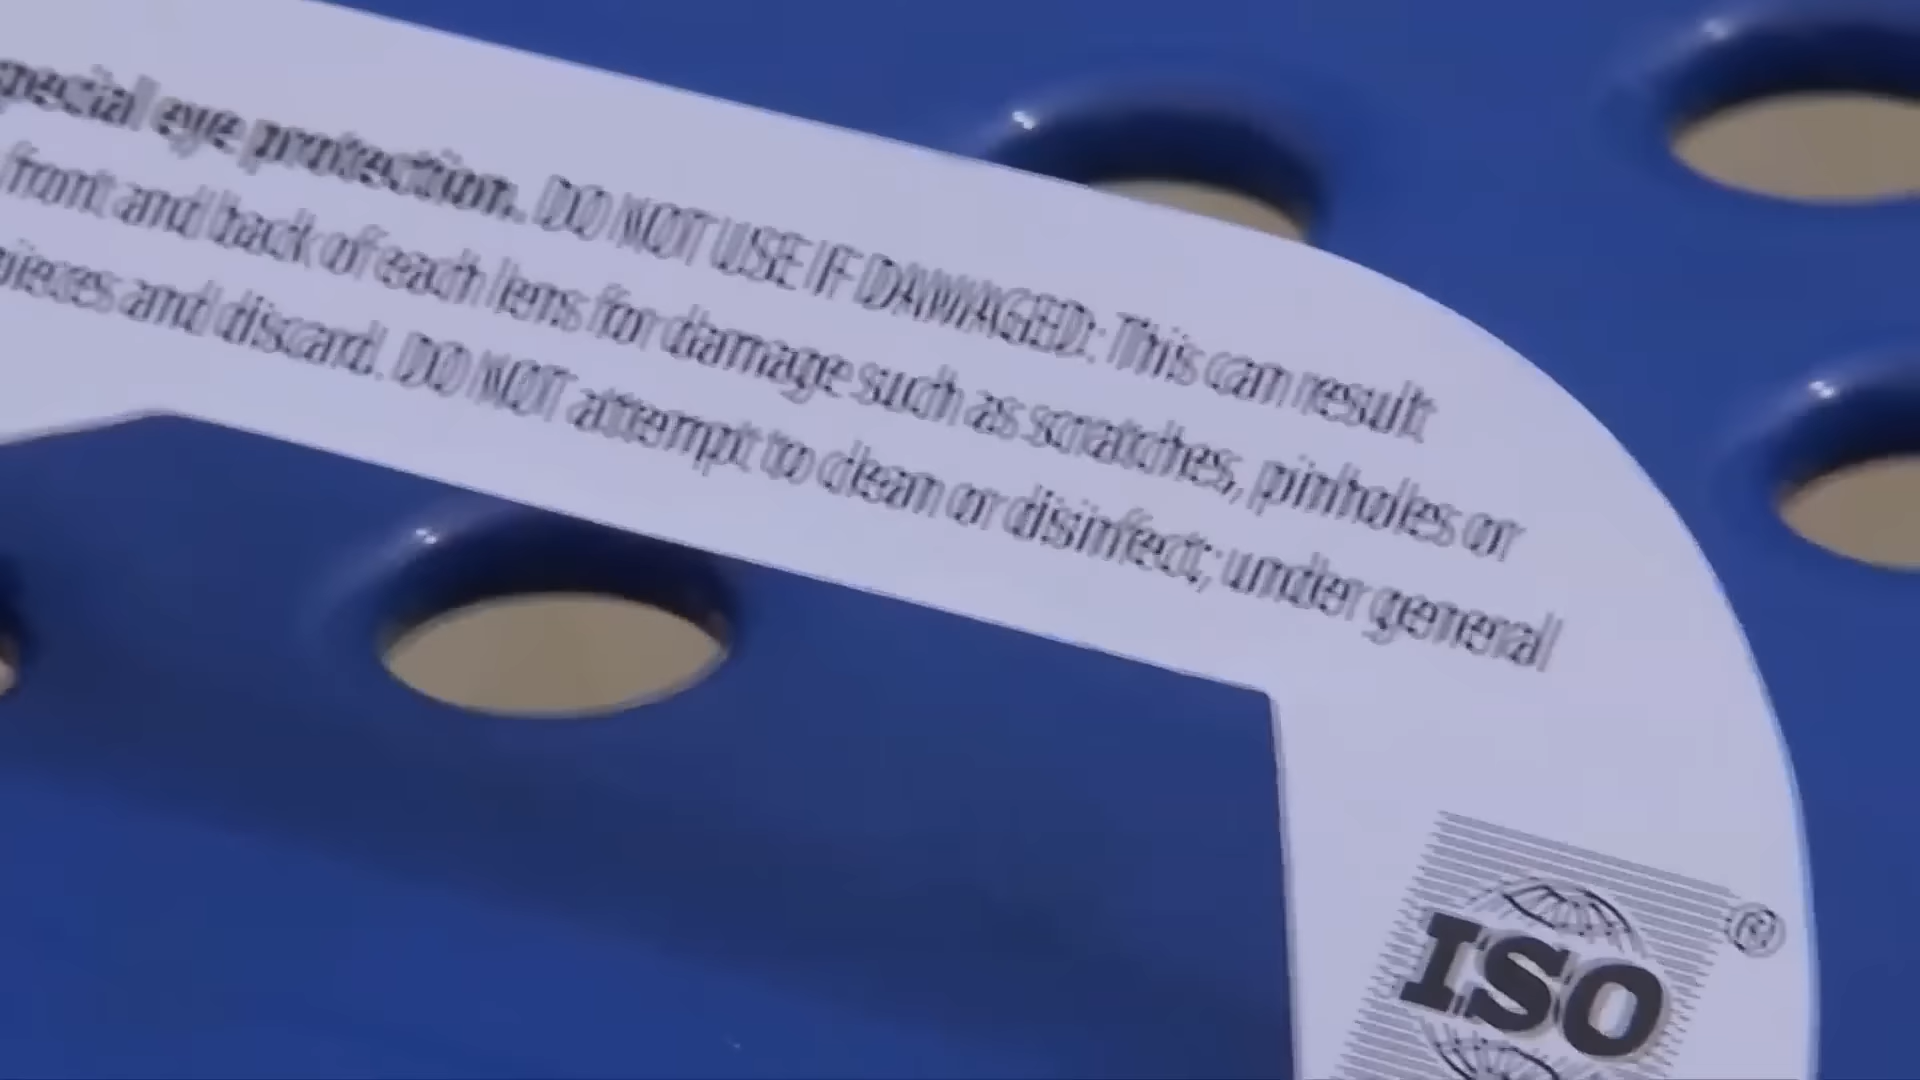 special eye protection. DO NOT USE IF DAMAGED: This can result
front and back of each lens for damage such as scratches, pinholes or
pieces and discard. DO NOT attempt to clean or disinfect; under general
ISO
®